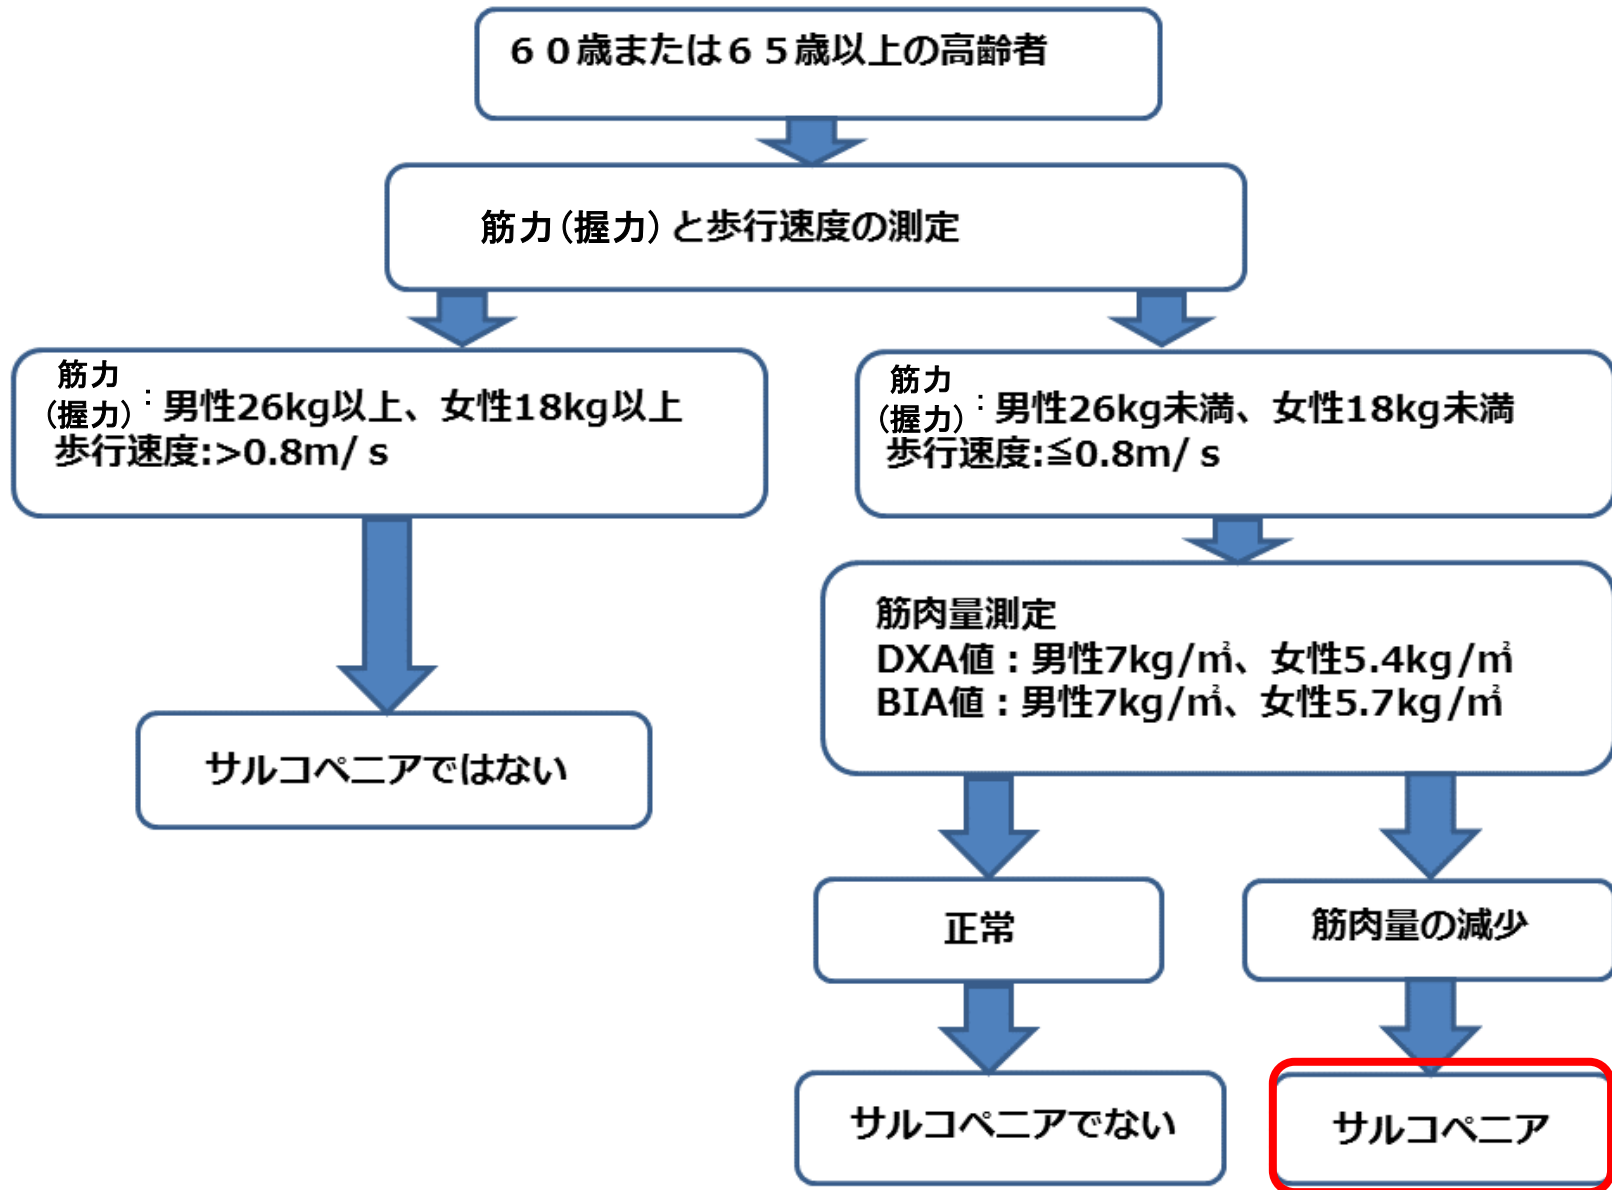 ６０歳または６５歳以上の高齢者
筋力(握力)と歩行速度の測定
筋力
(握力)：男性26kg以上、女性18kg以上
歩行速度:>0.8m/ s
筋力
(握力)：男性26kg未満、女性18kg未満
歩行速度:≦0.8m/ s
筋肉量測定
DXA値：男性7kg/㎡、女性5.4kg/㎡
BIA値：男性7kg/㎡、女性5.7kg/㎡
サルコペニアではない
正常
筋肉量の減少
サルコペニアでない
サルコペニア